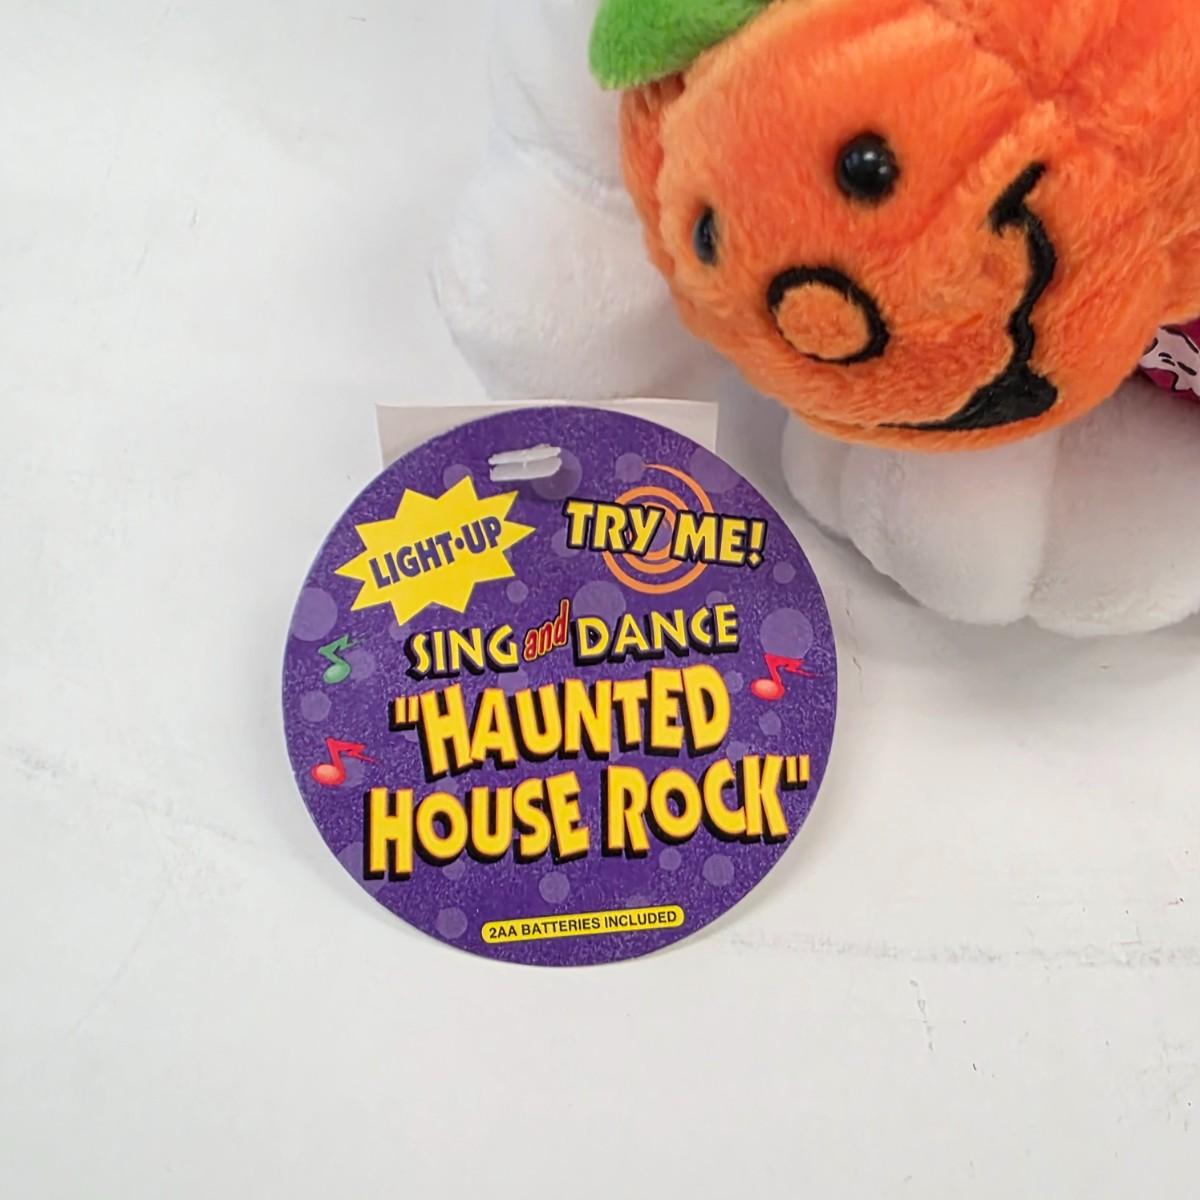 LIGHT·UP
TRY ME!
SING and DANCE
"HAUNTED
HOUSE ROCK"
2AA BATTERIES INCLUDED